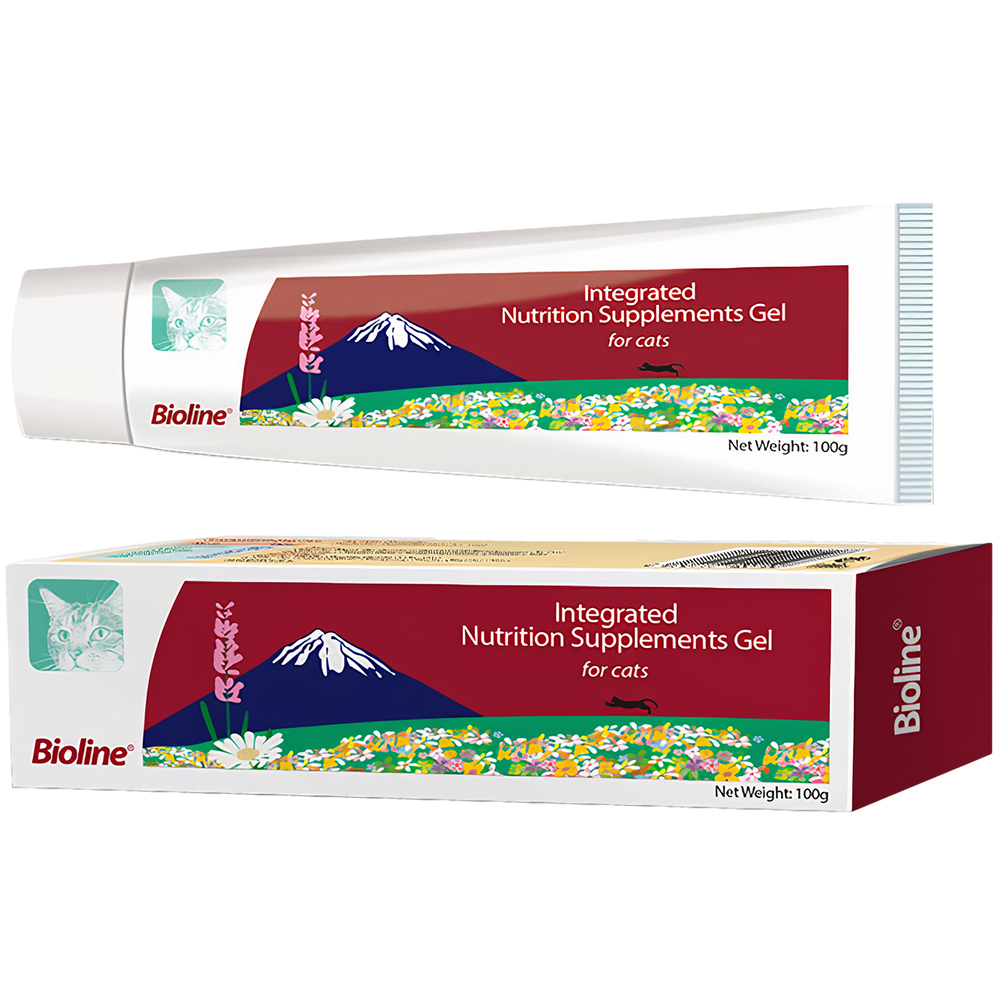 Integrated
Nutrition Supplements Gel
for cats
Bioline®
Net Weight: 100g
Integrated
Nutrition Supplements Gel
for cats
Bioline®
Net Weight: 100g
Bioline®